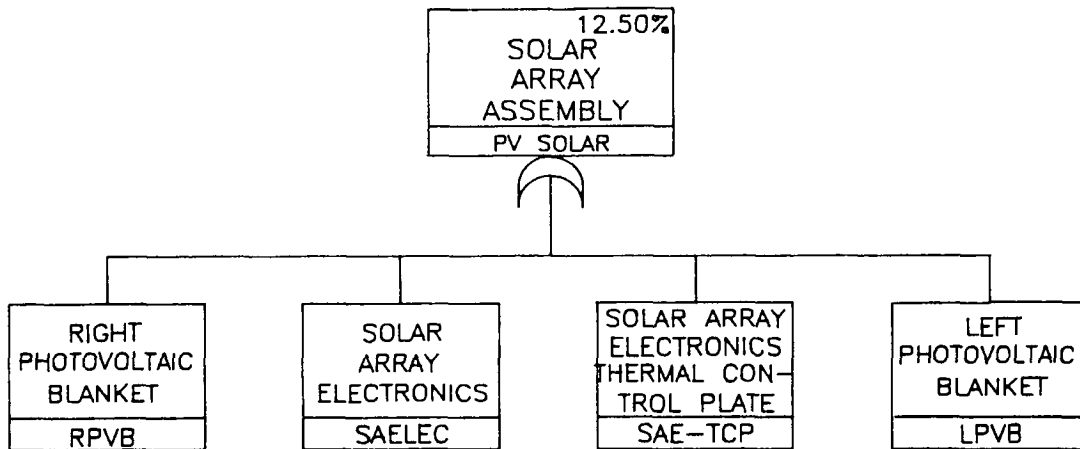 12.50%
SOLAR
ARRAY
ASSEMBLY
PV SOLAR
RIGHT
PHOTOVOLTAIC
BLANKET
RPVB
SOLAR
ARRAY
ELECTRONICS
SAELEC
SOLAR ARRAY
ELECTRONICS
THERMAL CON-
TROL PLATE
SAE-TCP
LEFT
PHOTOVOLTAIC
BLANKET
LPVB